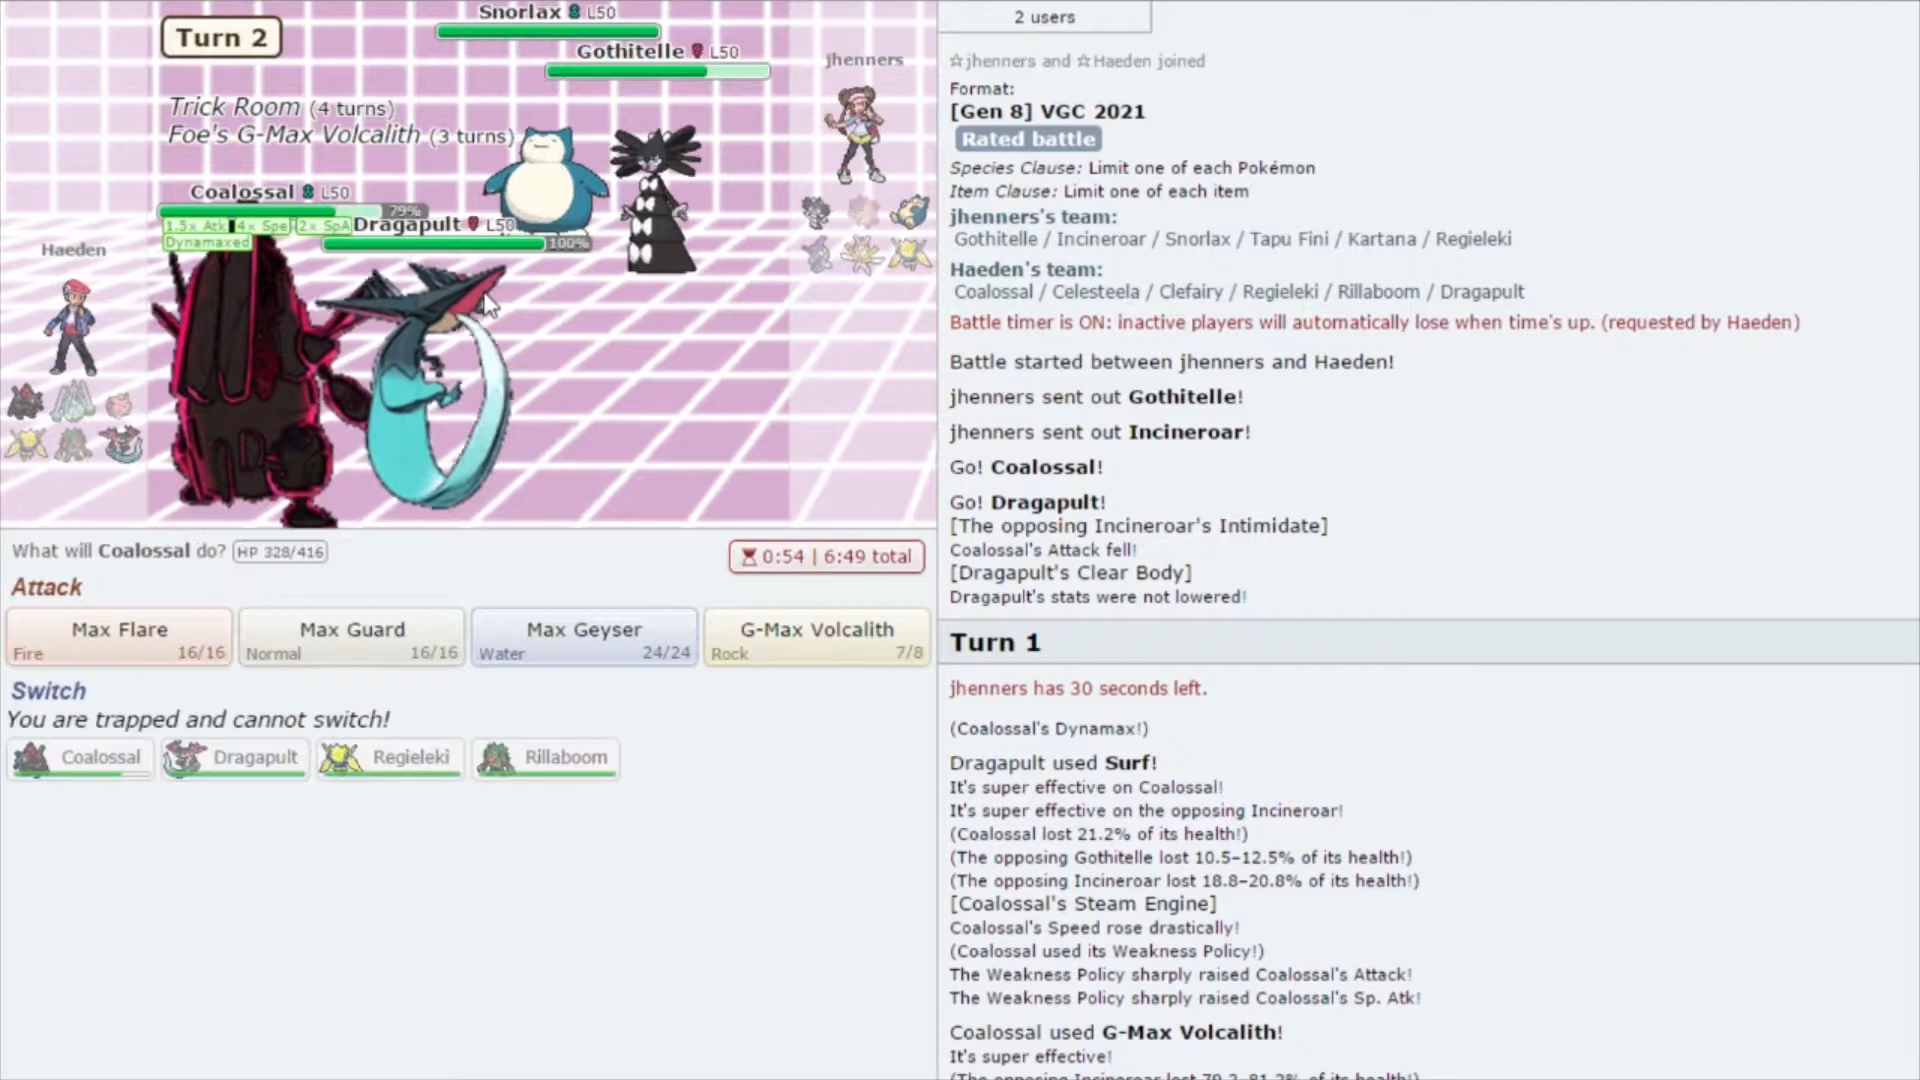 Turn 2
Snorlax L50
Gothitelle L50
jhenners
Trick Room (4 turns)
Foe's G-Max Volcalith (3 turns)
Coalossal L50
79%
1.5x Atk 4x Spe 2x SpA
Dynamaxed
Dragapult L50
100%
Haeden
What will Coalossal do? HP 328/416
0:54 | 6:49 total
Attack
Max Flare
Fire 16/16
Max Guard
Normal 16/16
Max Geyser
Water 24/24
G-Max Volcalith
Rock 7/8
Switch
You are trapped and cannot switch!
Coalossal
Dragapult
Regieleki
Rillaboom
2 users
☆jhenners and ☆Haeden joined
Format:
[Gen 8] VGC 2021
Rated battle
Species Clause: Limit one of each Pokémon
Item Clause: Limit one of each item
jhenners's team:
Gothitelle / Incineroar / Snorlax / Tapu Fini / Kartana / Regieleki
Haeden's team:
Coalossal / Celesteela / Clefairy / Regieleki / Rillaboom / Dragapult
Battle timer is ON: inactive players will automatically lose when time's up. (requested by Haeden)
Battle started between jhenners and Haeden!
jhenners sent out Gothitelle!
jhenners sent out Incineroar!
Go! Coalossal!
Go! Dragapult!
[The opposing Incineroar's Intimidate]
Coalossal's Attack fell!
[Dragapult's Clear Body]
Dragapult's stats were not lowered!
Turn 1
jhenners has 30 seconds left.
(Coalossal's Dynamax!)
Dragapult used Surf!
It's super effective on Coalossal!
It's super effective on the opposing Incineroar!
(Coalossal lost 21.2% of its health!)
(The opposing Gothitelle lost 10.5–12.5% of its health!)
(The opposing Incineroar lost 18.8–20.8% of its health!)
[Coalossal's Steam Engine]
Coalossal's Speed rose drastically!
(Coalossal used its Weakness Policy!)
The Weakness Policy sharply raised Coalossal's Attack!
The Weakness Policy sharply raised Coalossal's Sp. Atk!
Coalossal used G-Max Volcalith!
It's super effective!
(The opposing Incineroar lost 79.2–81.2% of its health!)